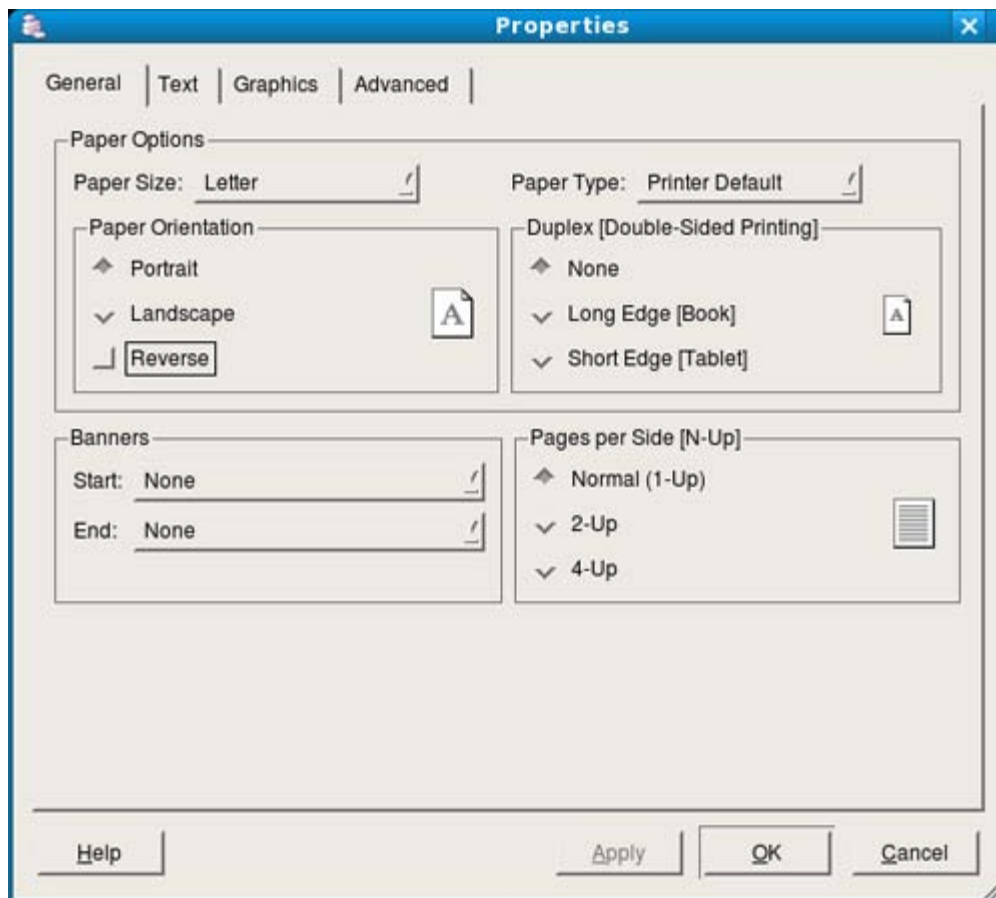 Properties
General Text Graphics Advanced
Paper Options
Paper Size: Letter
Paper Type: Printer Default
Paper Orientation
Portrait
Landscape
A
Reverse
Duplex [Double-Sided Printing]
None
Long Edge [Book]
A
Short Edge [Tablet]
Banners
Start: None
End: None
Pages per Side [N-Up]
Normal (1-Up)
2-Up
4-Up
Help Apply OK Cancel